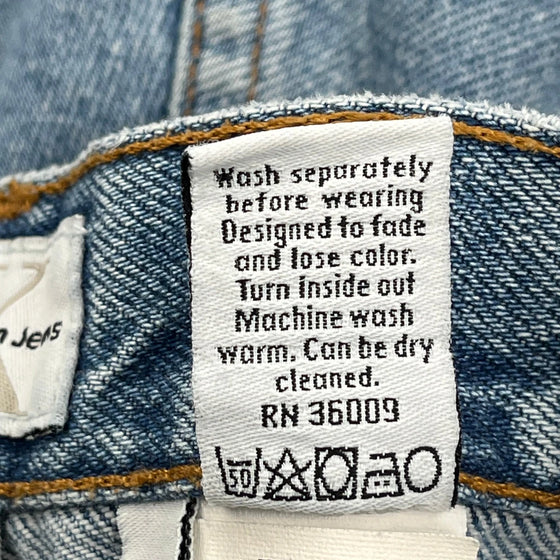 Wash separately
before wearing
Designed to fade
and lose color.
Turn inside out
Machine wash
warm. Can be dry
cleaned.
RN 36009
50
Jeans